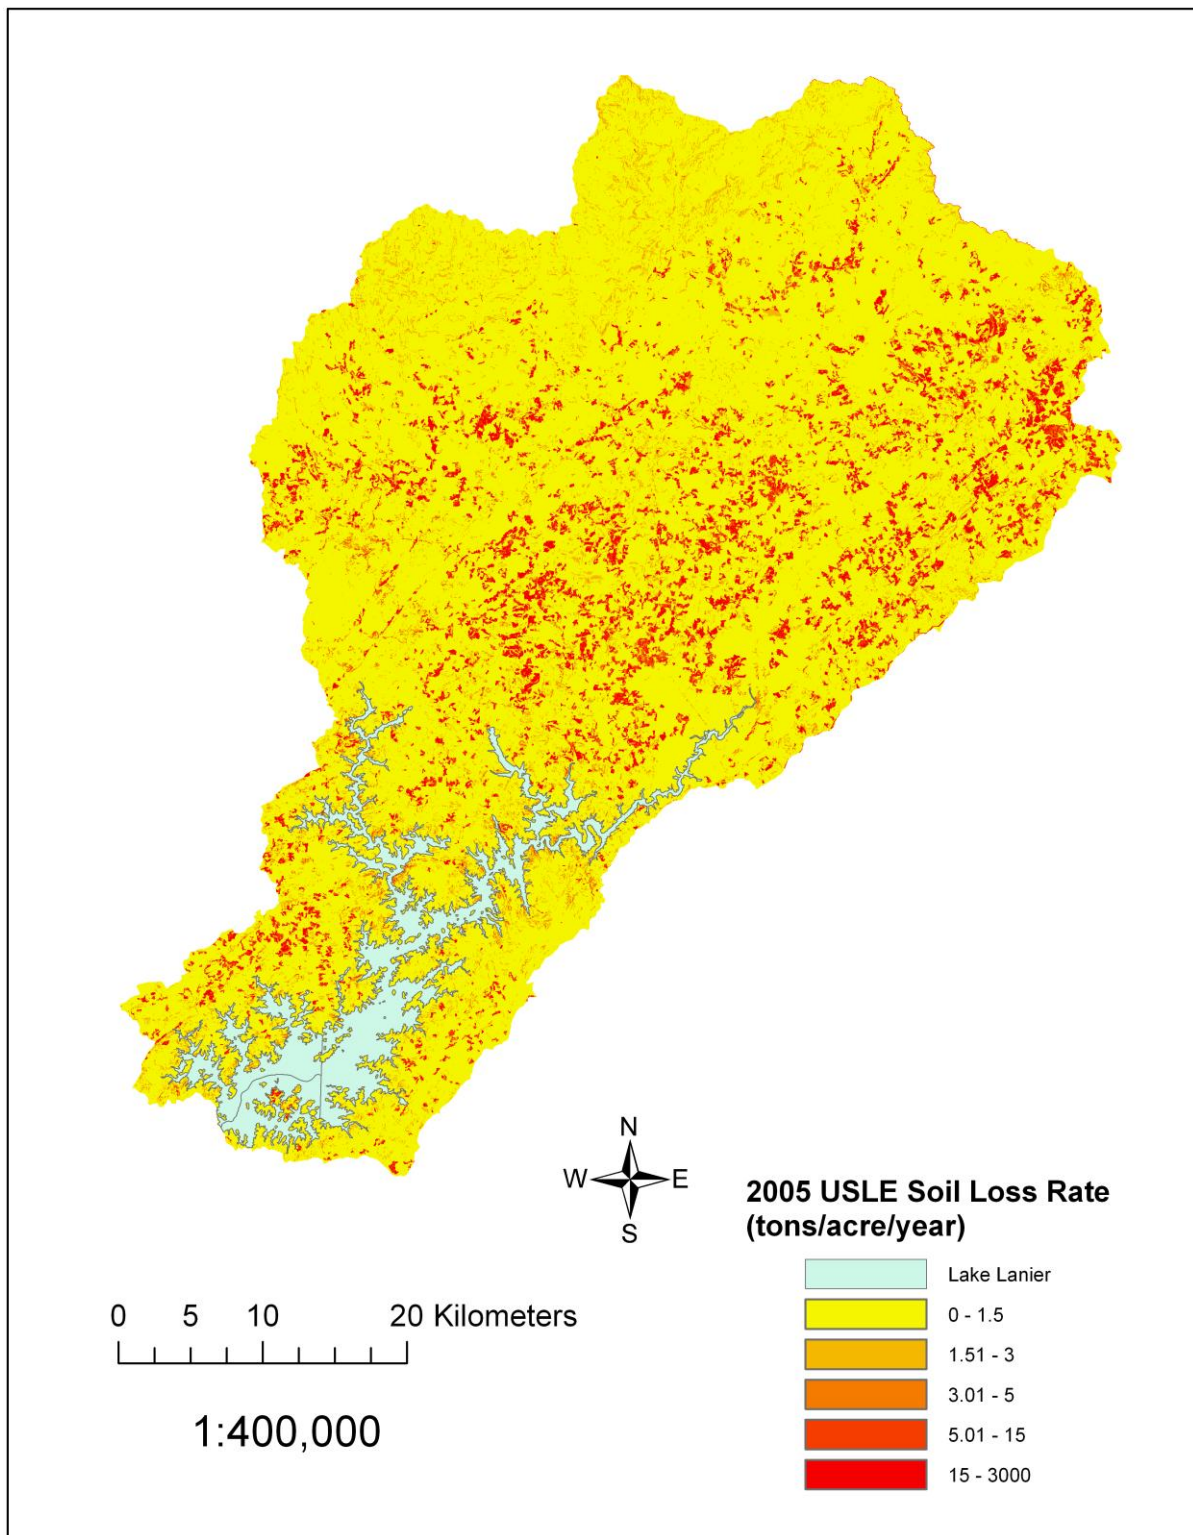 N
W E
S
2005 USLE Soil Loss Rate
(tons/acre/year)
Lake Lanier
0 - 1.5
1.51 - 3
3.01 - 5
5.01 - 15
15 - 3000
0 5 10 20 Kilometers
1:400,000